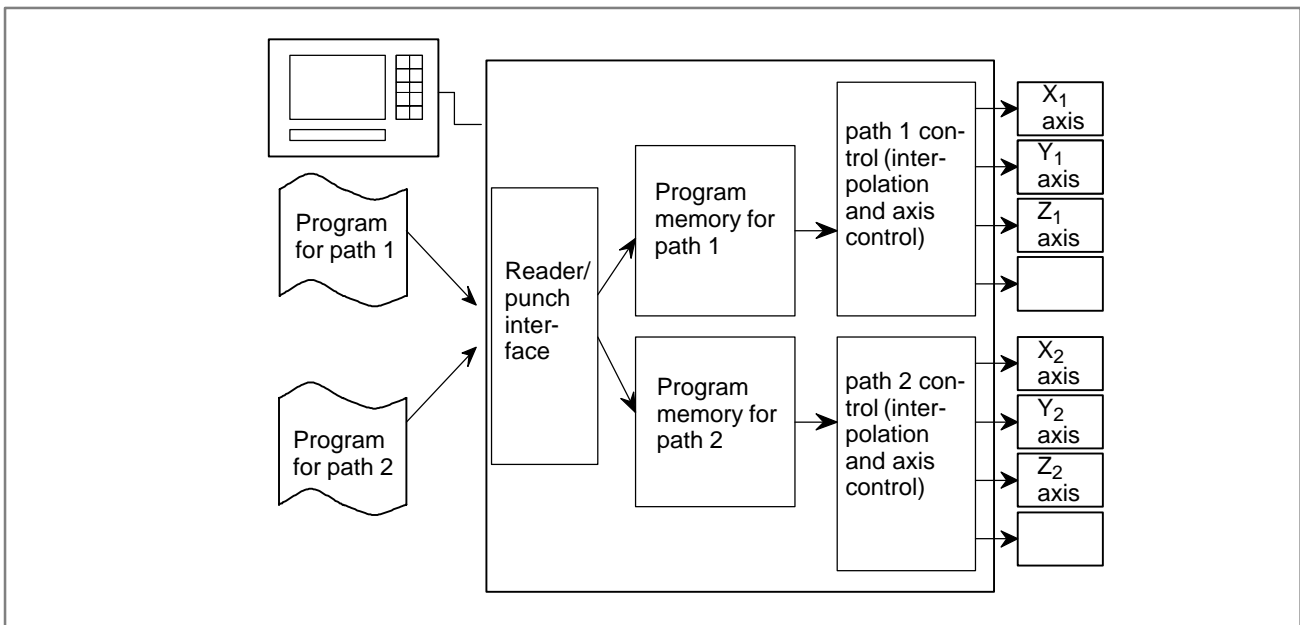 Program
for path 1
Program
for path 2
Reader/
punch
inter-
face
Program
memory for
path 1
Program
memory for
path 2
path 1 con-
trol (inter-
polation
and axis
control)
path 2 con-
trol (inter-
polation
and axis
control)
X1
axis
Y1
axis
Z1
axis
X2
axis
Y2
axis
Z2
axis